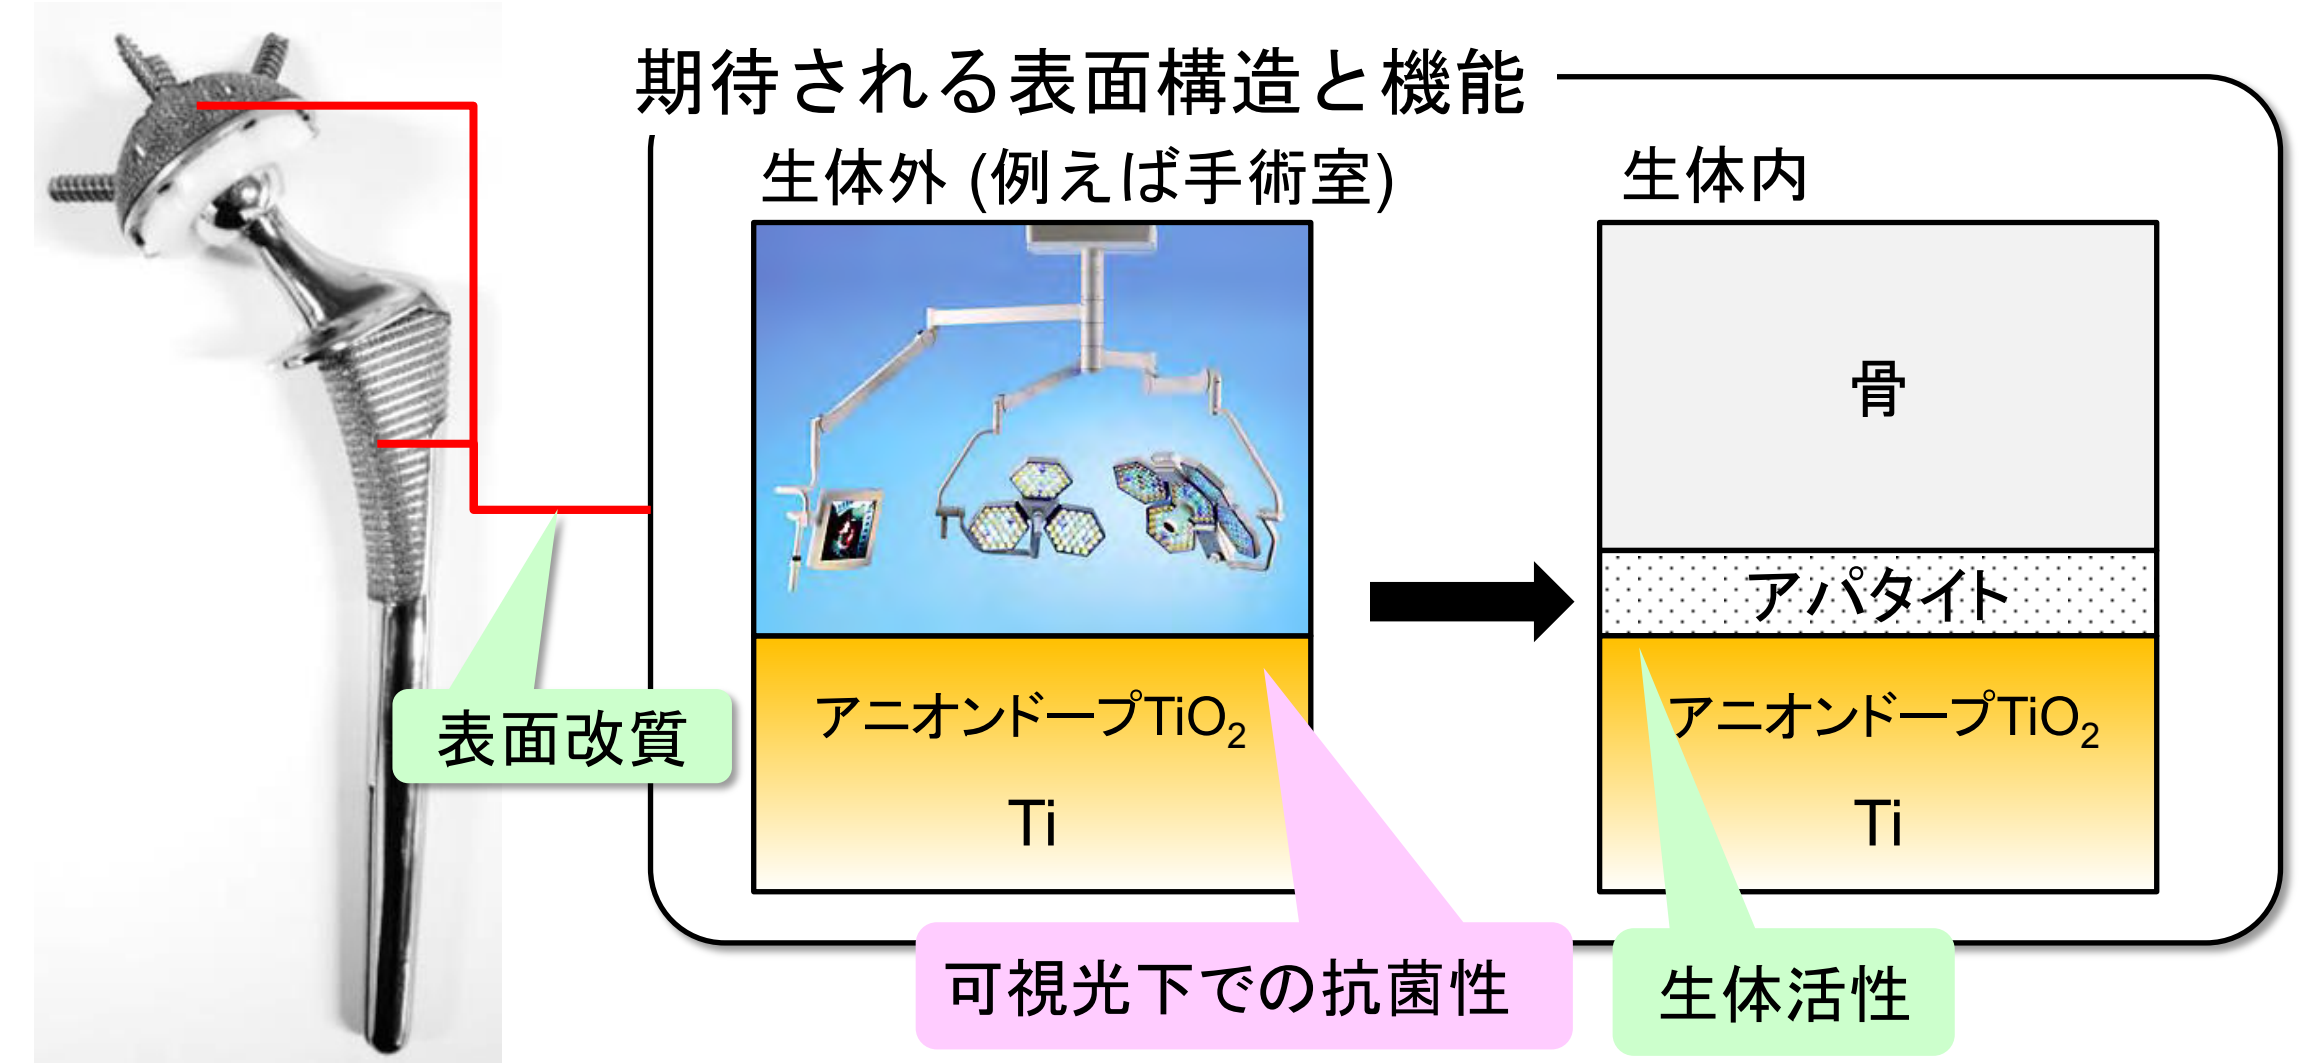 期待される表面構造と機能
生体外 (例えば手術室)
生体内
骨
アパタイト
アニオンドープTiO₂
Ti
アニオンドープTiO₂
Ti
表面改質
可視光下での抗菌性
生体活性